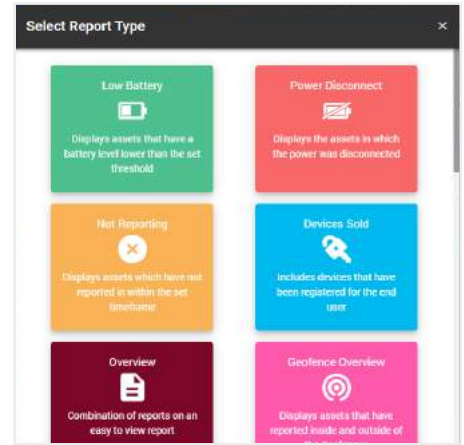 Select Report Type
×
Low Battery
Displays assets that have a
battery level lower than the set
threshold
Power Disconnect
Displays the assets in which
the power was disconnected
Not Reporting
Displays assets which have not
reported in within the set
timeframe
Devices Sold
Includes devices that have
been registered for the end
user
Overview
Combination of reports on an
easy to view report
Geofence Overview
Displays assets that have
reported inside and outside of